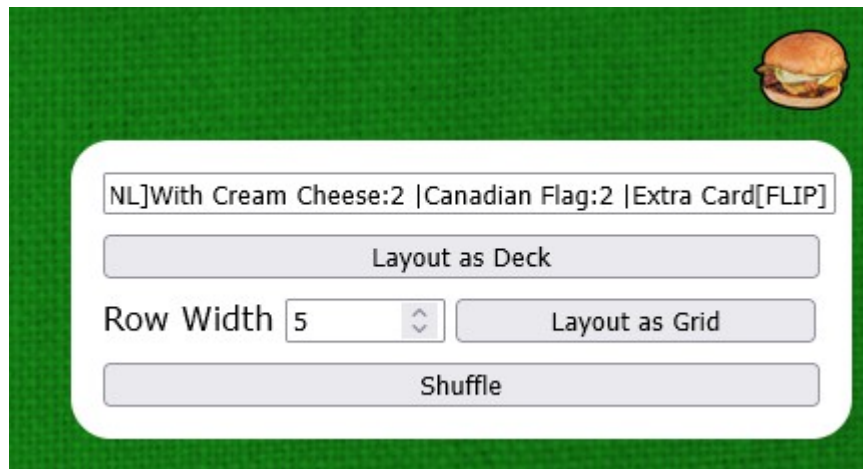 NL]With Cream Cheese:2 |Canadian Flag:2 |Extra Card[FLIP]
Layout as Deck
Row Width 5 Layout as Grid
Shuffle